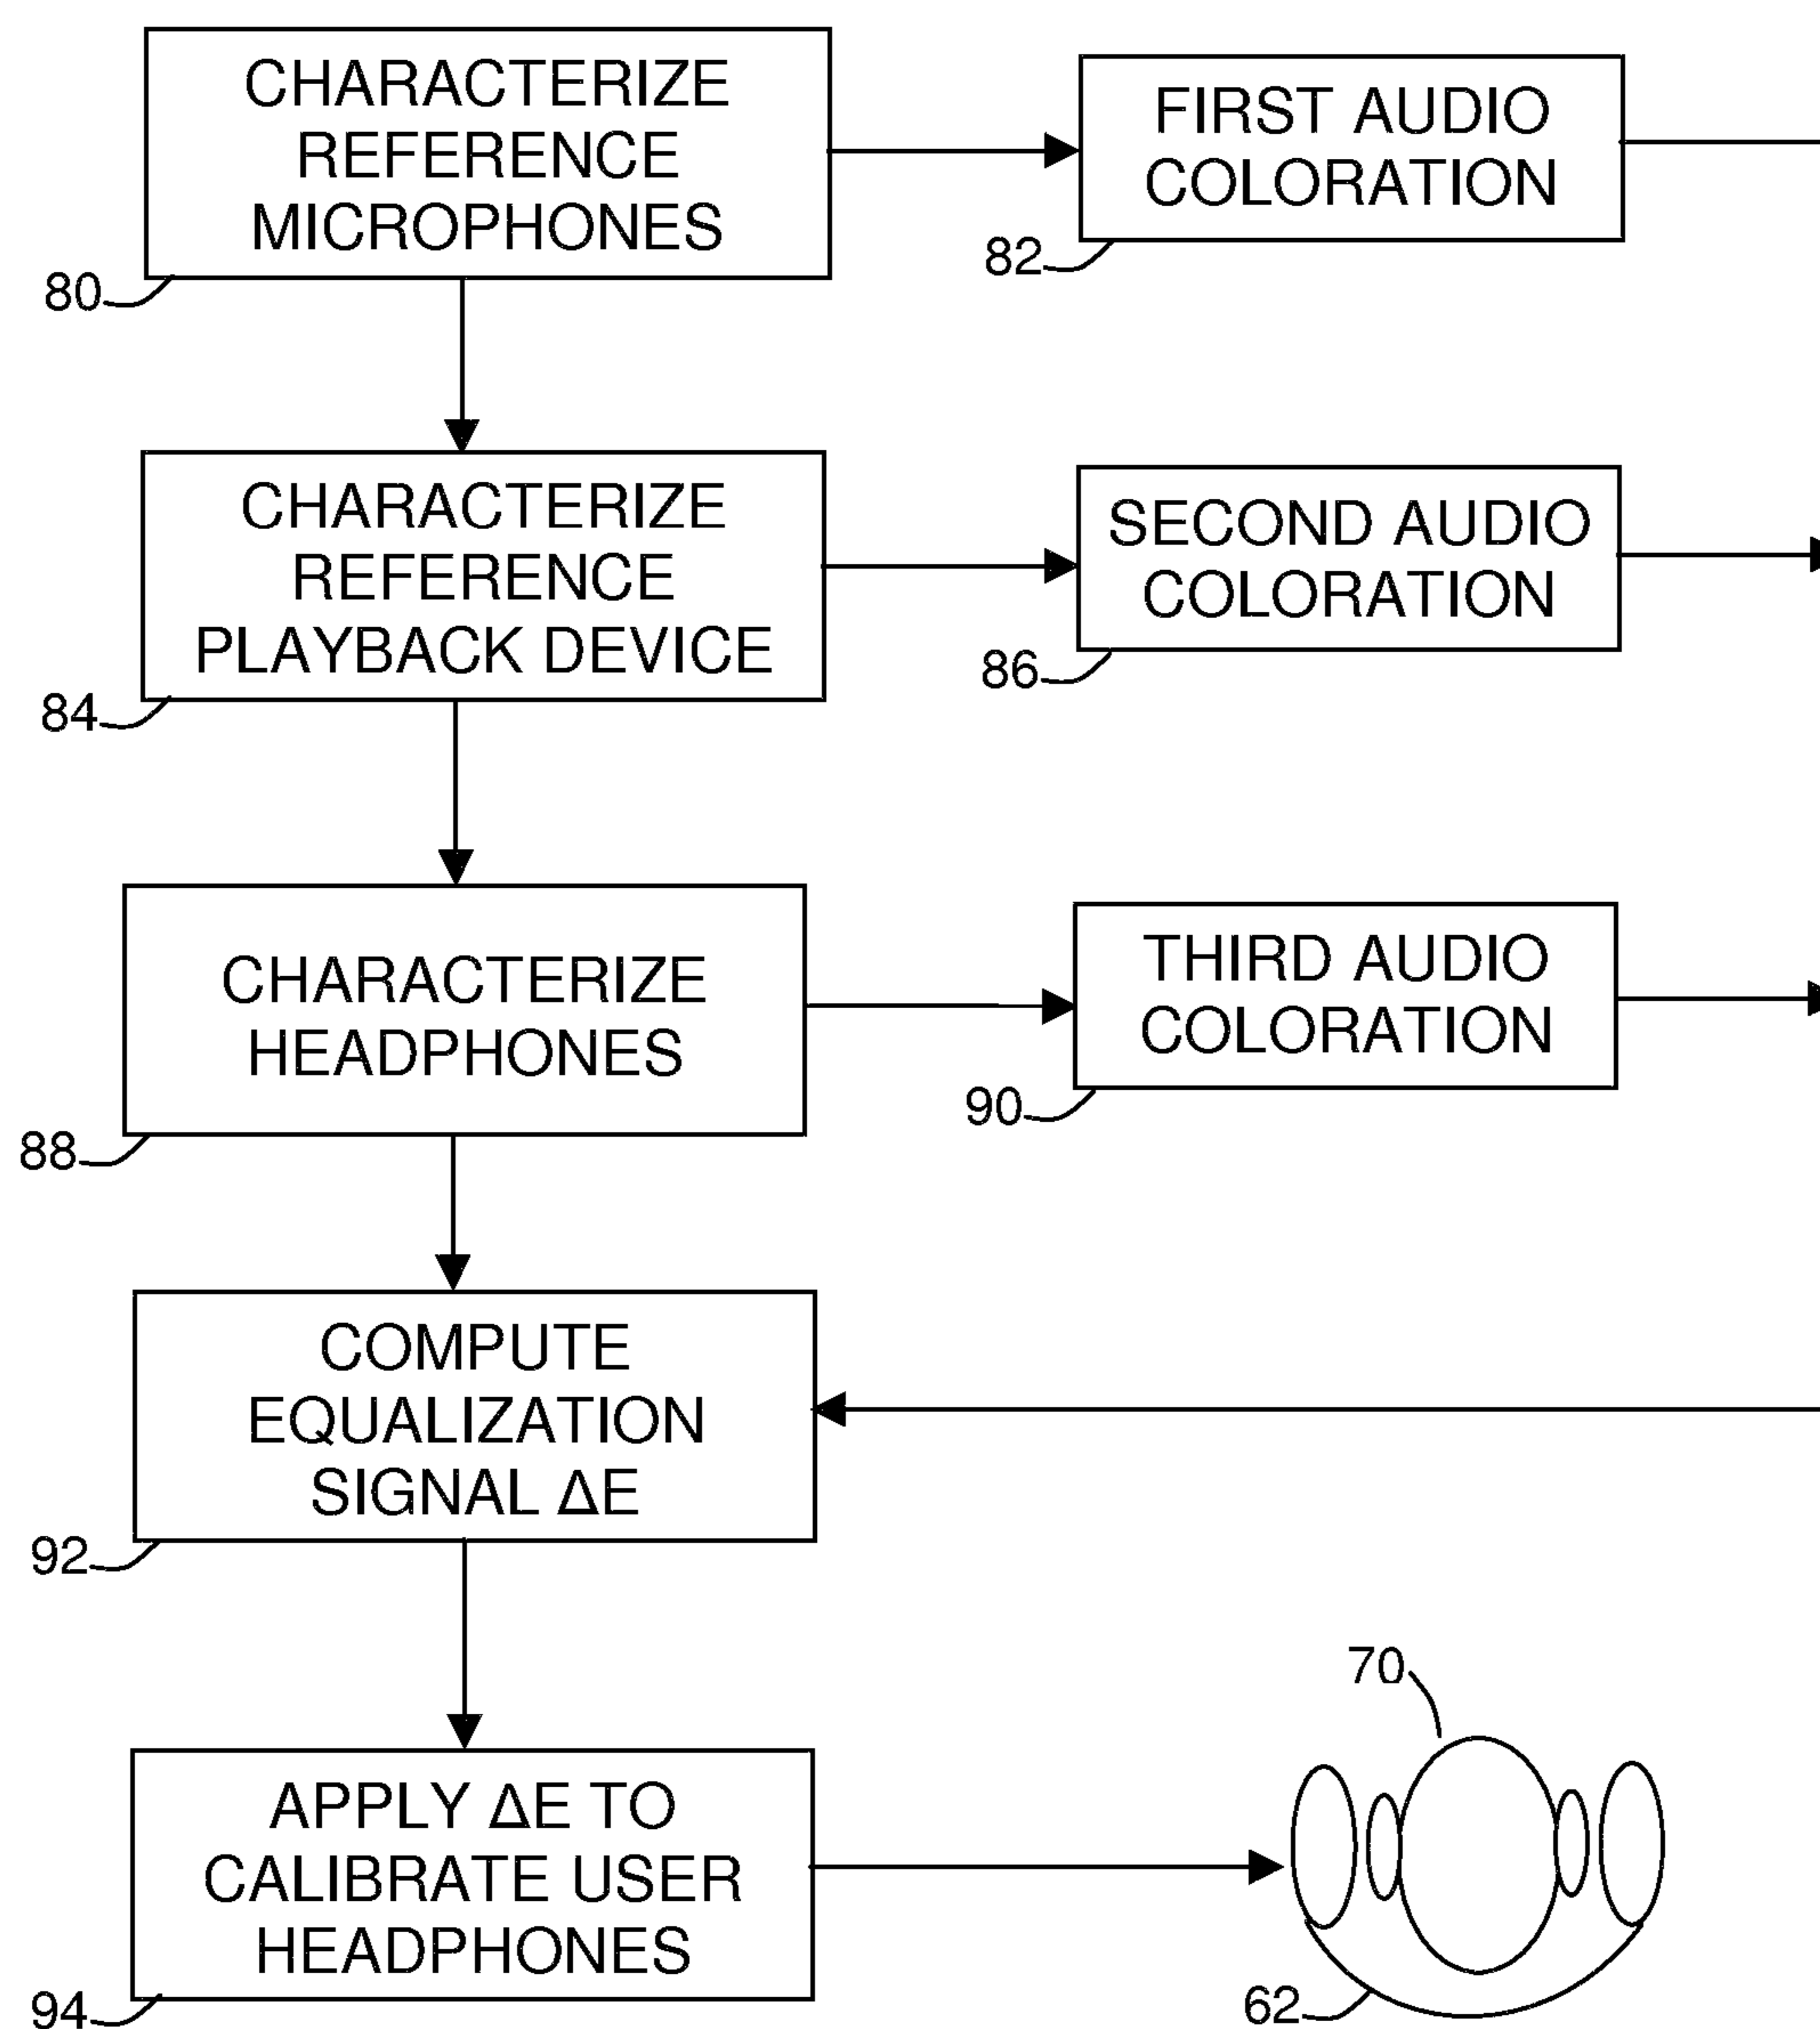 CHARACTERIZE
REFERENCE
MICROPHONES
80
FIRST AUDIO
COLORATION
82
CHARACTERIZE
REFERENCE
PLAYBACK DEVICE
84
SECOND AUDIO
COLORATION
86
CHARACTERIZE
HEADPHONES
88
THIRD AUDIO
COLORATION
90
COMPUTE
EQUALIZATION
SIGNAL ΔE
92
APPLY ΔE TO
CALIBRATE USER
HEADPHONES
94
70
62